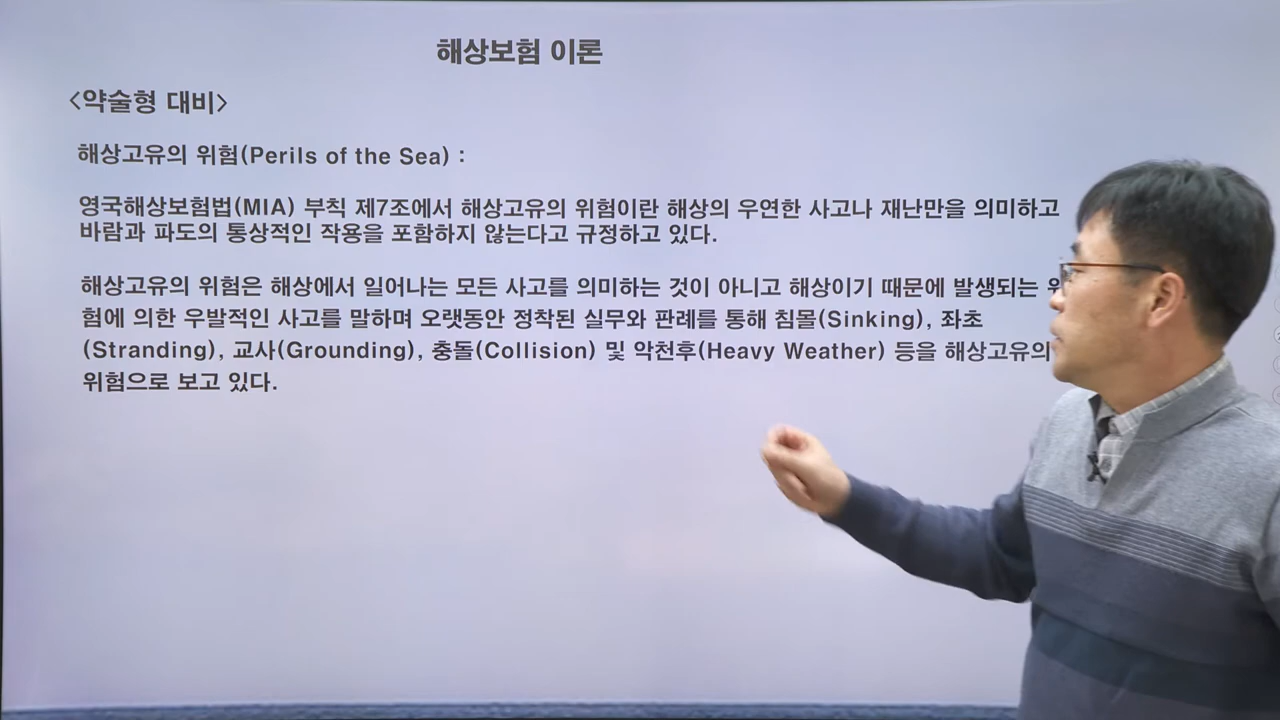 해상보험 이론
<약술형 대비>
해상고유의 위험(Perils of the Sea) :
영국해상보험법(MIA) 부칙 제7조에서 해상고유의 위험이란 해상의 우연한 사고나 재난만을 의미하고
바람과 파도의 통상적인 작용을 포함하지 않는다고 규정하고 있다.
해상고유의 위험은 해상에서 일어나는 모든 사고를 의미하는 것이 아니고 해상이기 때문에 발생되는 위
험에 의한 우발적인 사고를 말하며 오랫동안 정착된 실무와 판례를 통해 침몰(Sinking), 좌초
(Stranding), 교사(Grounding), 충돌(Collision) 및 악천후(Heavy Weather) 등을 해상고유의
위험으로 보고 있다.